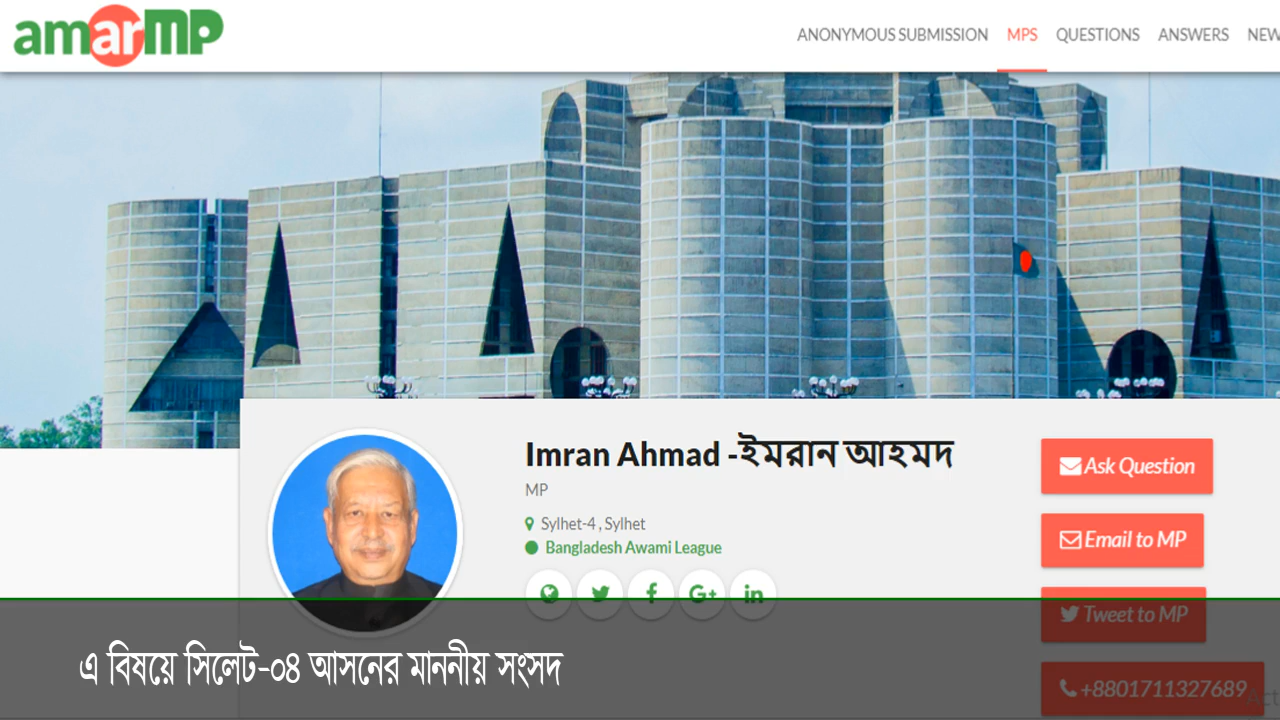 amarMP
ANONYMOUS SUBMISSION MPS QUESTIONS ANSWERS NEW
Imran Ahmad -ইমরান আহমদ
MP
Sylhet-4 , Sylhet
Bangladesh Awami League
Ask Question
Email to MP
Tweet to MP
+8801711327689
এ বিষয়ে সিলেট-০৪ আসনের মাননীয় সংসদ